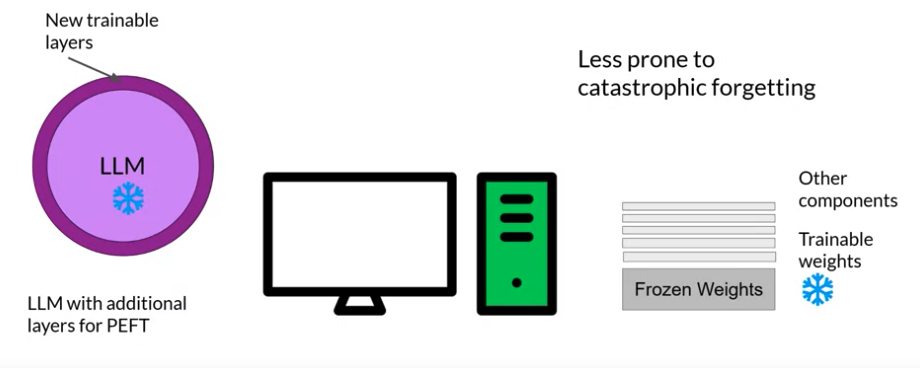 New trainable
layers
LLM
LLM with additional
layers for PEFT
Less prone to
catastrophic forgetting
Other
components
Trainable
weights
Frozen Weights